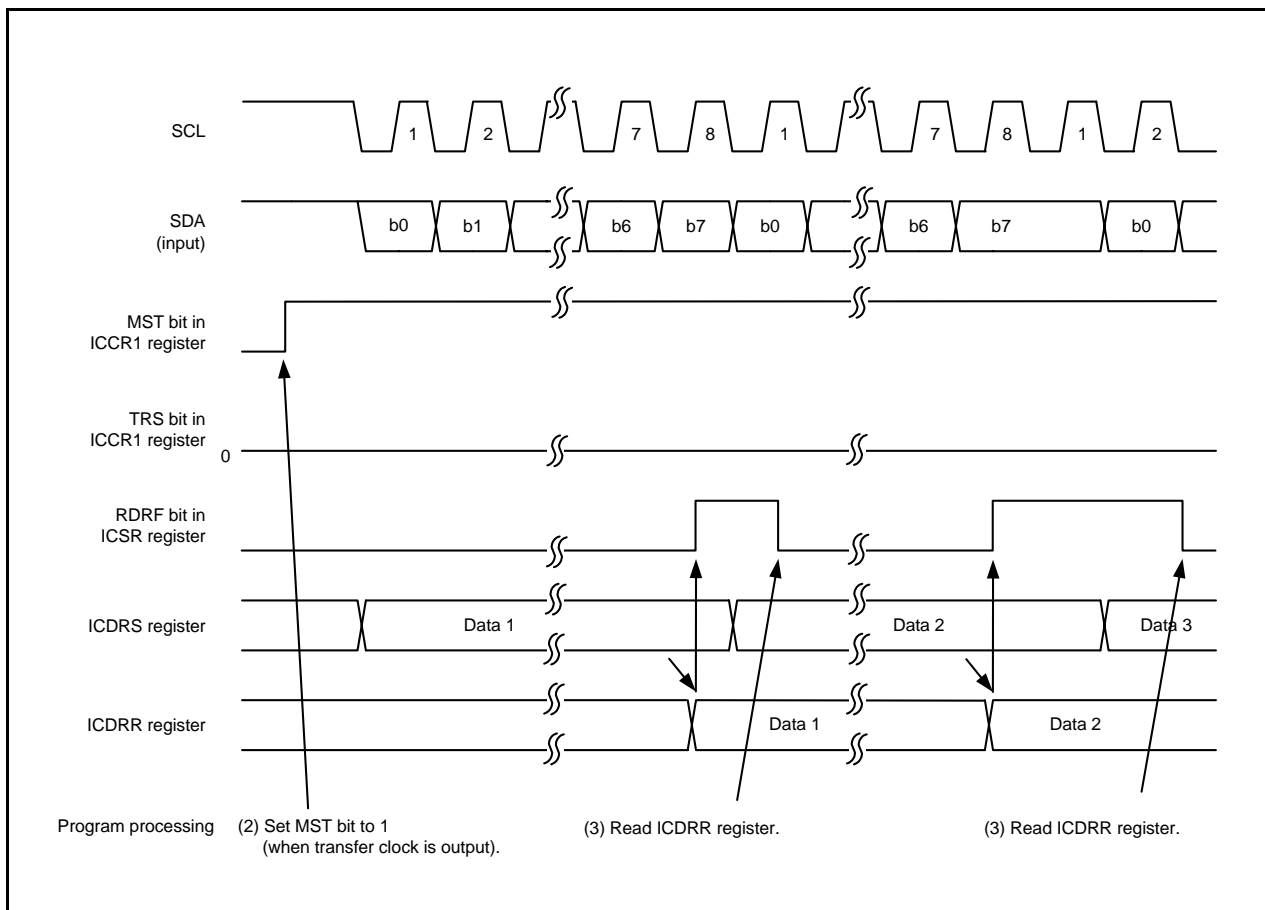 SCL
1 2 7 8 1 7 8 1 2
SDA
(input)
b0 b1 b6 b7 b0 b6 b7 b0
MST bit in
ICCR1 register
TRS bit in
ICCR1 register
0
RDRF bit in
ICSR register
ICDRS register
Data 1 Data 2 Data 3
ICDRR register
Data 1 Data 2
Program processing (2) Set MST bit to 1 (3) Read ICDRR register. (3) Read ICDRR register.
(when transfer clock is output).